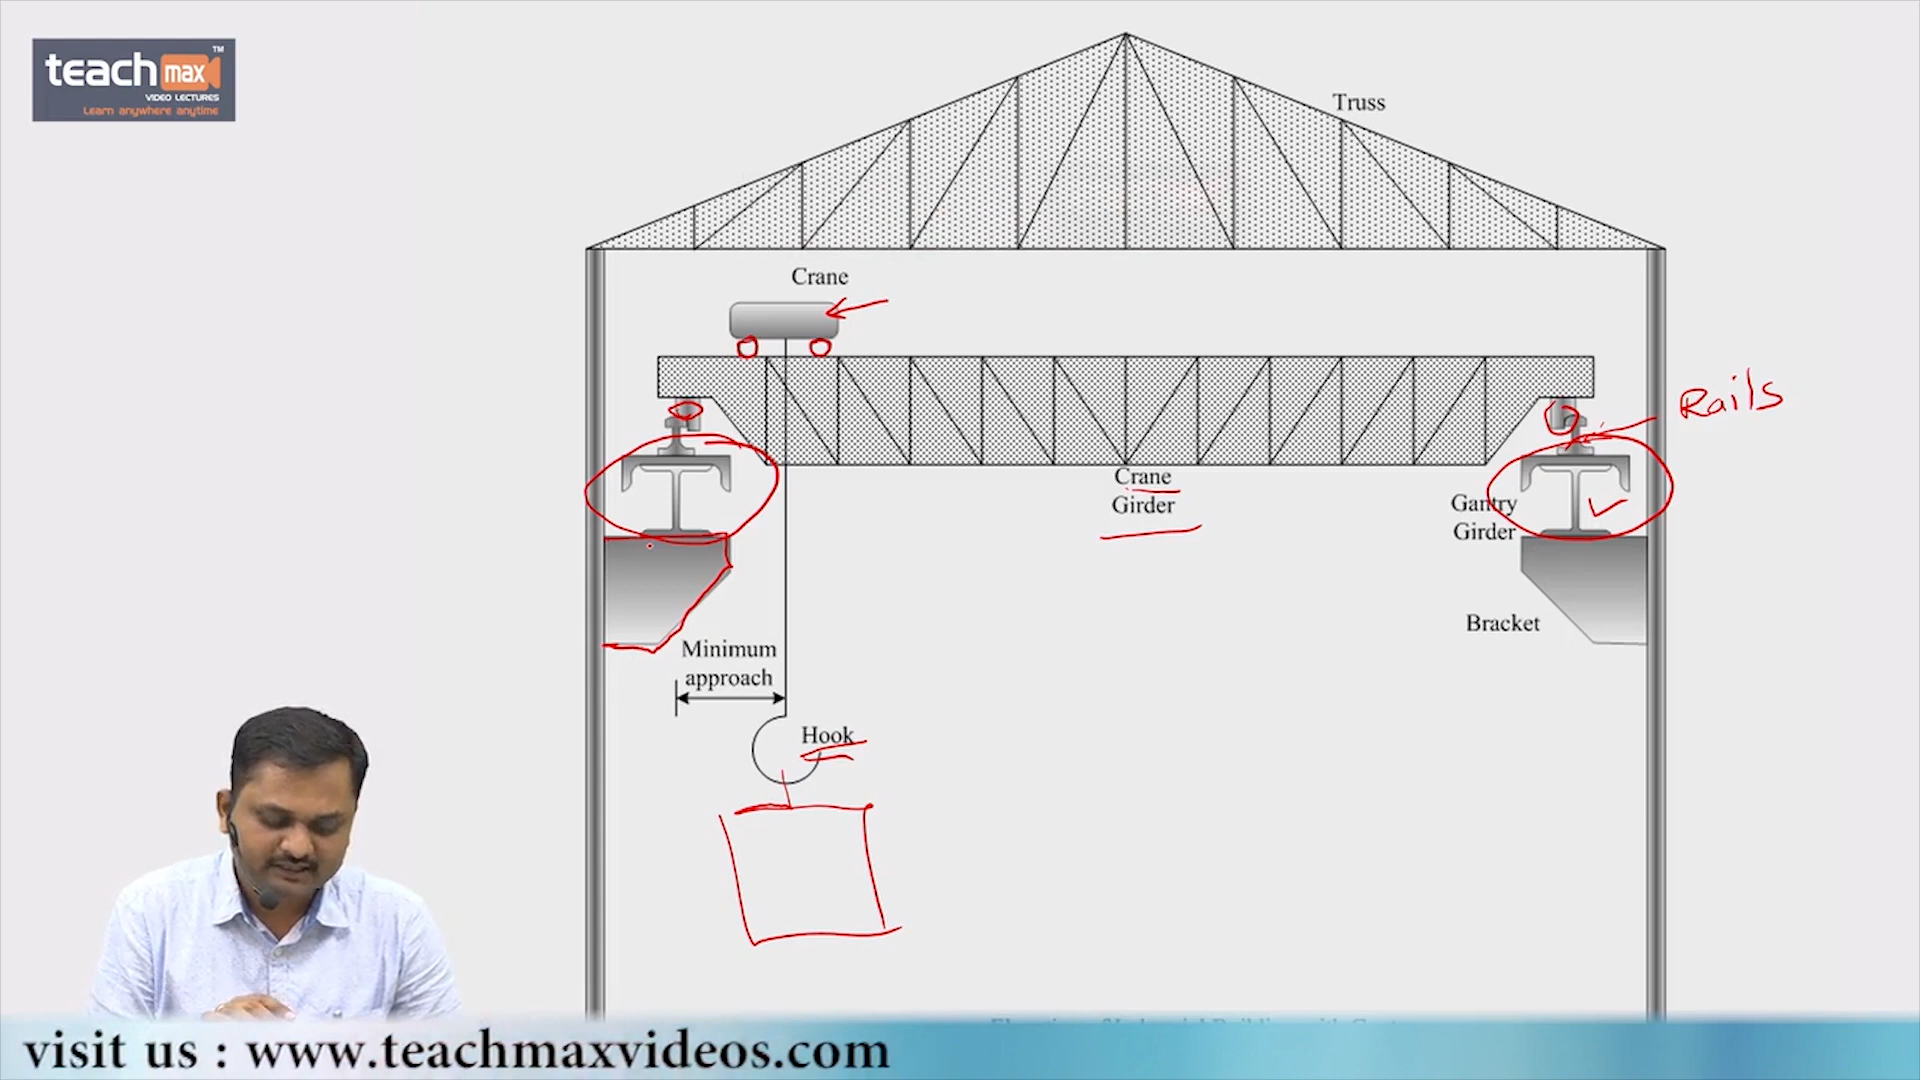 teach max TM
VIDEO LECTURES
Learn anywhere anytime
Truss
Crane
Rails
Crane
Girder
Gantry
Girder
Bracket
Minimum
approach
Hook
visit us : www.teachmaxvideos.com